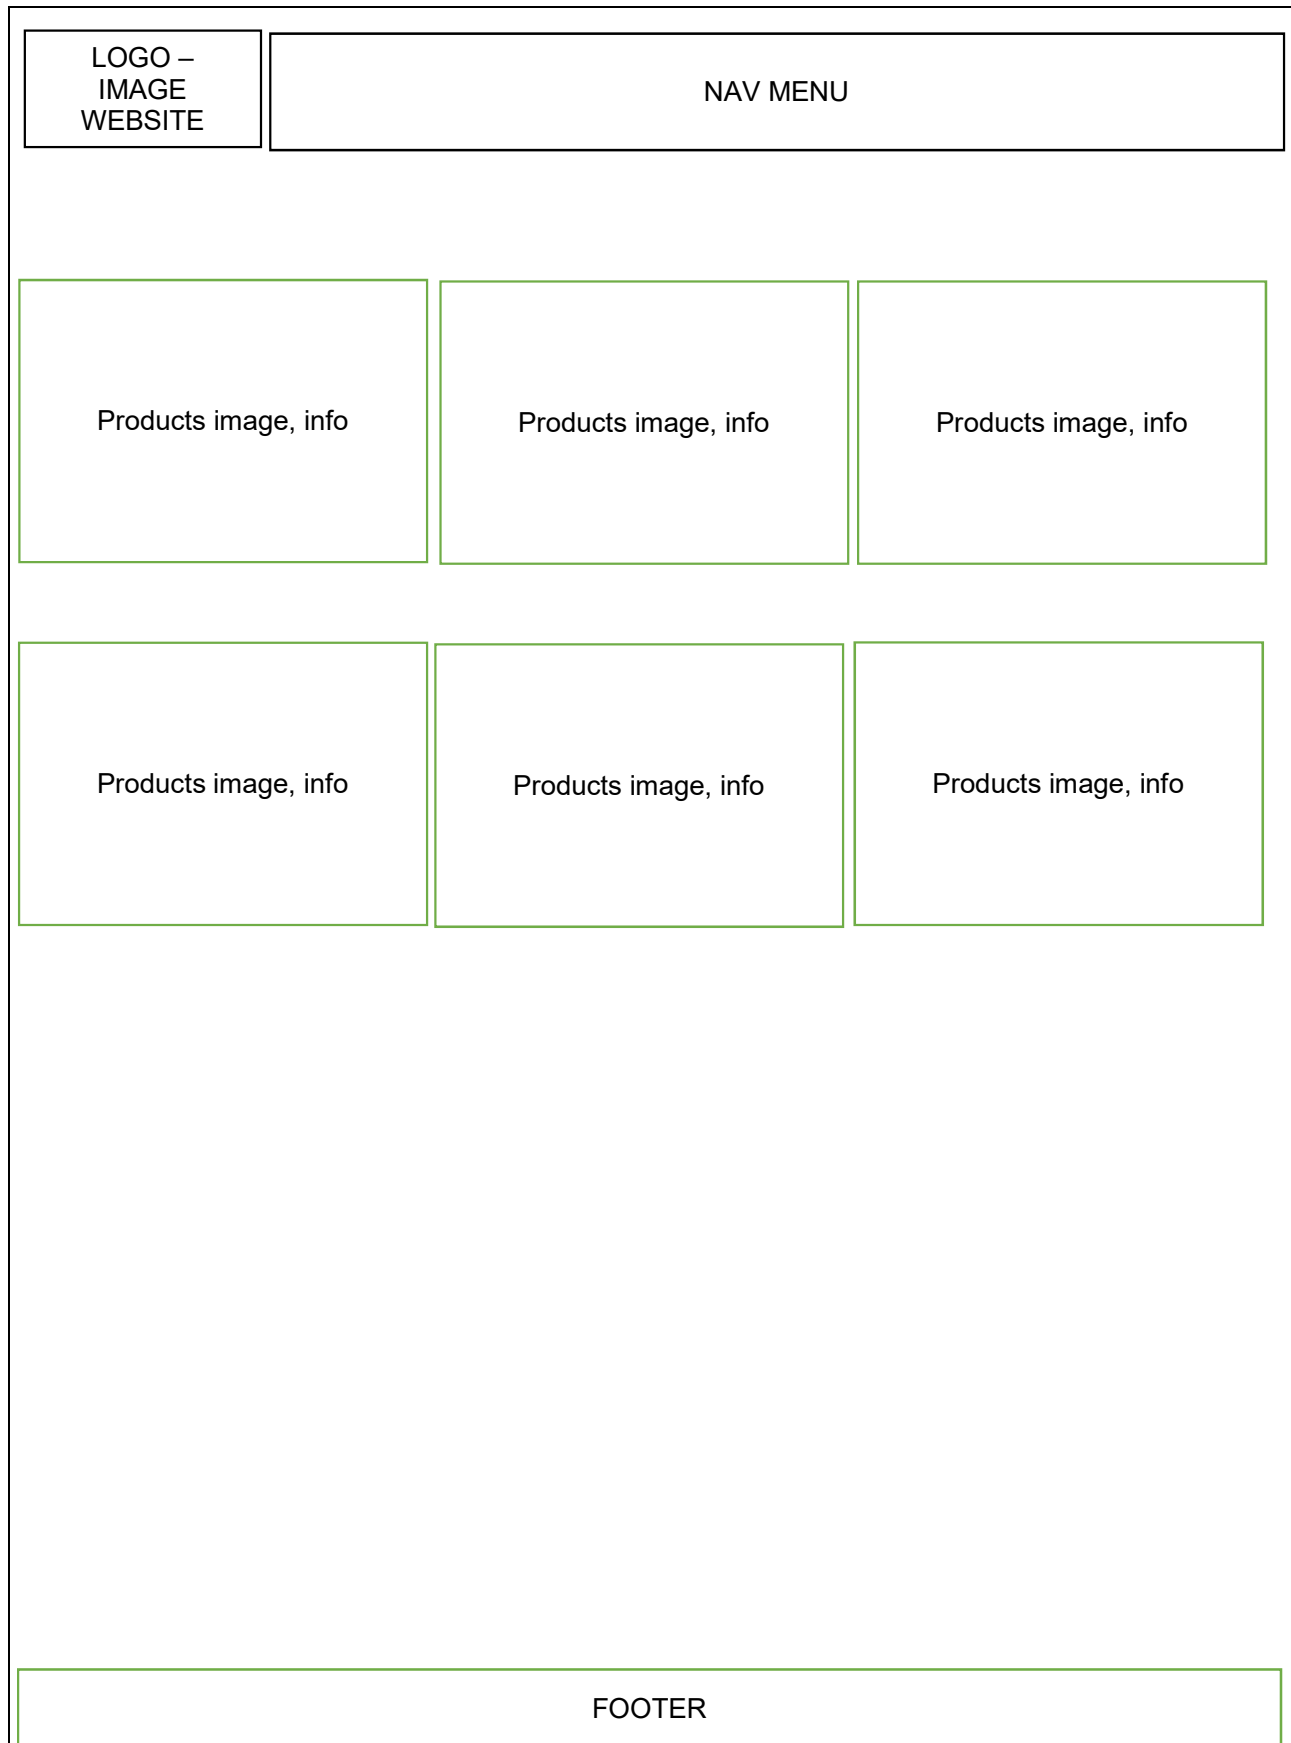 LOGO –
IMAGE
WEBSITE
NAV MENU
Products image, info
Products image, info
Products image, info
Products image, info
Products image, info
Products image, info
FOOTER